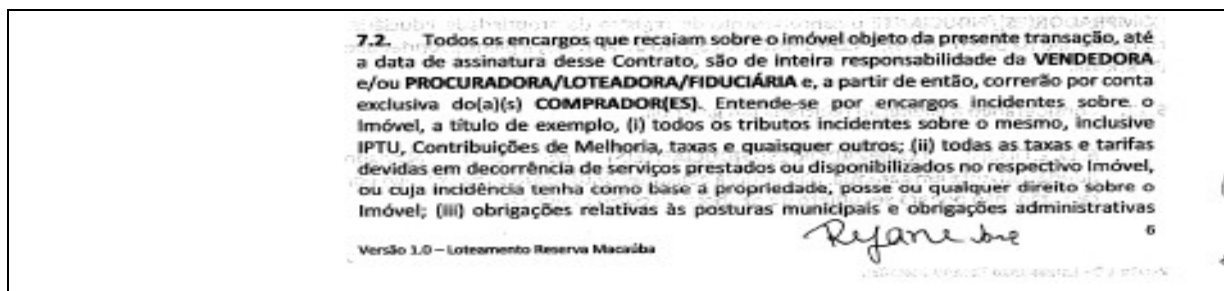 7.2. Todos os encargos que recaiam sobre o imóvel objeto da presente transação, até
a data de assinatura desse Contrato, são de inteira responsabilidade da VENDEDORA
e/ou PROCURADORA/LOTEADORA/FIDUCIÁRIA e, a partir de então, correrão por conta
exclusiva do(a)(s) COMPRADOR(ES). Entende-se por encargos incidentes sobre o
Imóvel, a título de exemplo, (i) todos os tributos incidentes sobre o mesmo, inclusive
IPTU, Contribuições de Melhoria, taxas e quaisquer outros; (ii) todas as taxas e tarifas
devidas em decorrência de serviços prestados ou disponibilizados no respectivo Imóvel,
ou cuja incidência tenha como base a propriedade, posse ou qualquer direito sobre o
Imóvel; (iii) obrigações relativas às posturas municipais e obrigações administrativas
6
Versão 1.0 – Loteamento Reserva Macaúba